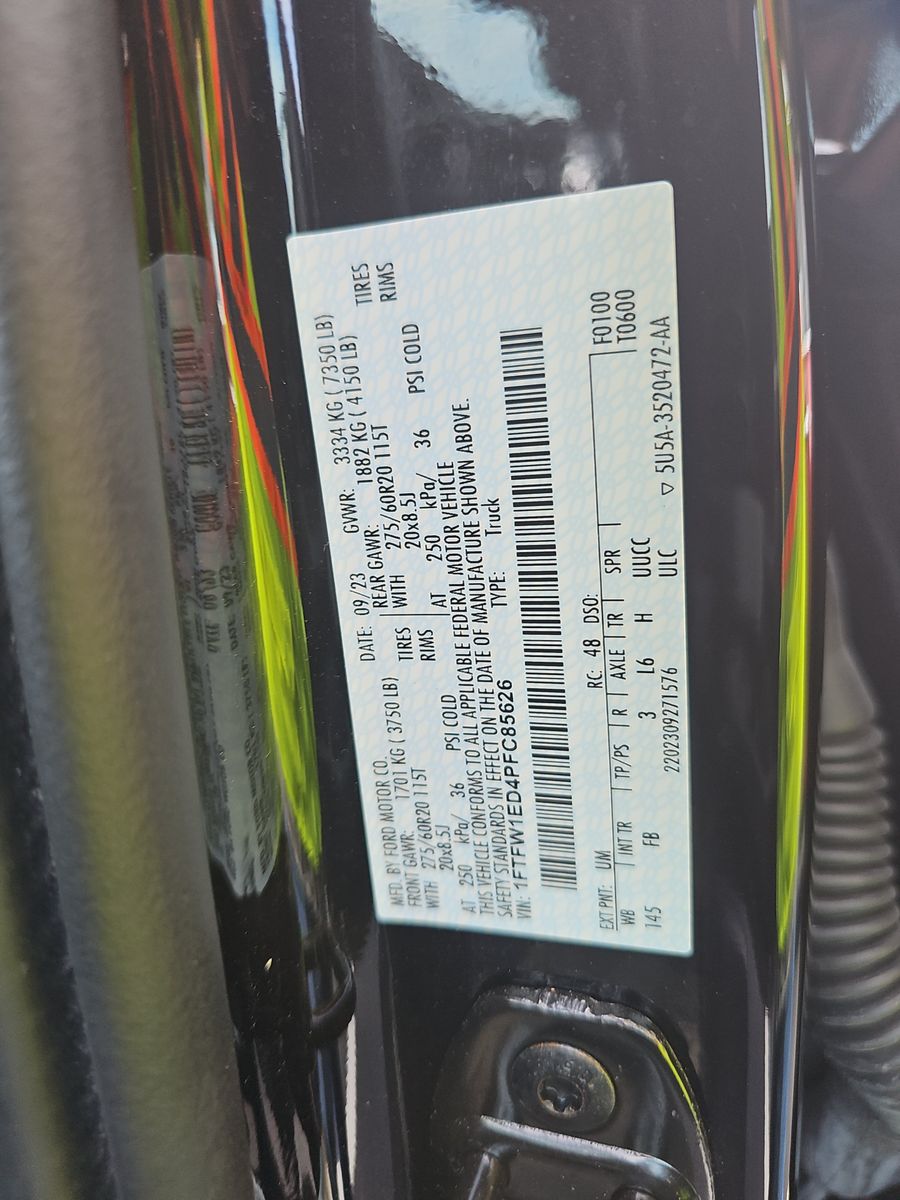 MFD. BY FORD MOTOR CO.
DATE: 09/23 GVWR: 3334 KG ( 7350 LB)
FRONT GAWR: 1701 KG ( 3750 LB)
REAR GAWR: 1882 KG ( 4150 LB)
WITH 275/60R20 115T TIRES
WITH 275/60R20 115T TIRES
20x8.5J RIMS
20x8.5J RIMS
AT 250 kPa/ 36 PSI COLD
AT 250 kPa/ 36 PSI COLD
THIS VEHICLE CONFORMS TO ALL APPLICABLE FEDERAL MOTOR VEHICLE
SAFETY STANDARDS IN EFFECT ON THE DATE OF MANUFACTURE SHOWN ABOVE.
VIN: 1FTFW1ED4PFC85626 TYPE: Truck
EXT PNT: UM RC: 48 DSO: F0100
WB INT TR TP/PS R AXLE TR SPR T0600
145 FB 3 L6 H UUCC
2202309271576 ULC ▽ 5U5A-3520472-AA